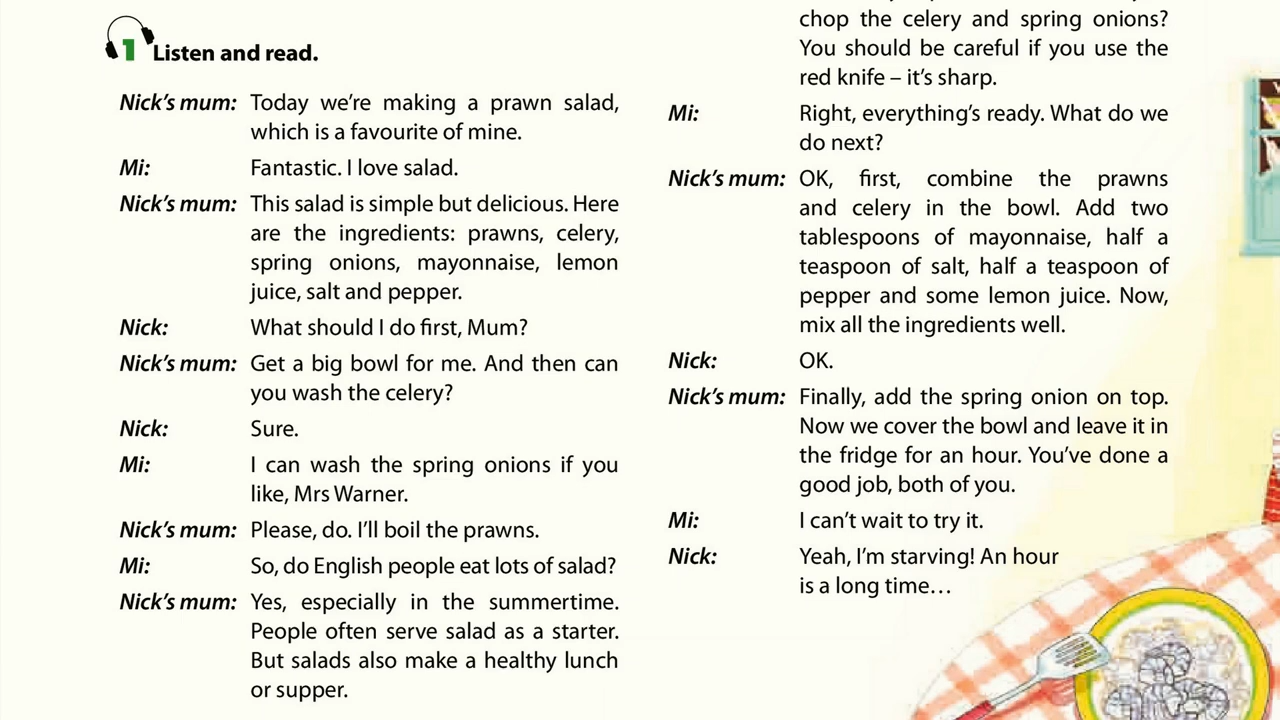 1 Listen and read.
Nick's mum: Today we're making a prawn salad,
which is a favourite of mine.
Mi: Fantastic. I love salad.
Nick's mum: This salad is simple but delicious. Here
are the ingredients: prawns, celery,
spring onions, mayonnaise, lemon
juice, salt and pepper.
Nick: What should I do first, Mum?
Nick's mum: Get a big bowl for me. And then can
you wash the celery?
Nick: Sure.
Mi: I can wash the spring onions if you
like, Mrs Warner.
Nick's mum: Please, do. I'll boil the prawns.
Mi: So, do English people eat lots of salad?
Nick's mum: Yes, especially in the summertime.
People often serve salad as a starter.
But salads also make a healthy lunch
or supper.
chop the celery and spring onions?
You should be careful if you use the
red knife – it's sharp.
Mi: Right, everything's ready. What do we
do next?
Nick's mum: OK, first, combine the prawns
and celery in the bowl. Add two
tablespoons of mayonnaise, half a
teaspoon of salt, half a teaspoon of
pepper and some lemon juice. Now,
mix all the ingredients well.
Nick: OK.
Nick's mum: Finally, add the spring onion on top.
Now we cover the bowl and leave it in
the fridge for an hour. You've done a
good job, both of you.
Mi: I can't wait to try it.
Nick: Yeah, I'm starving! An hour
is a long time…